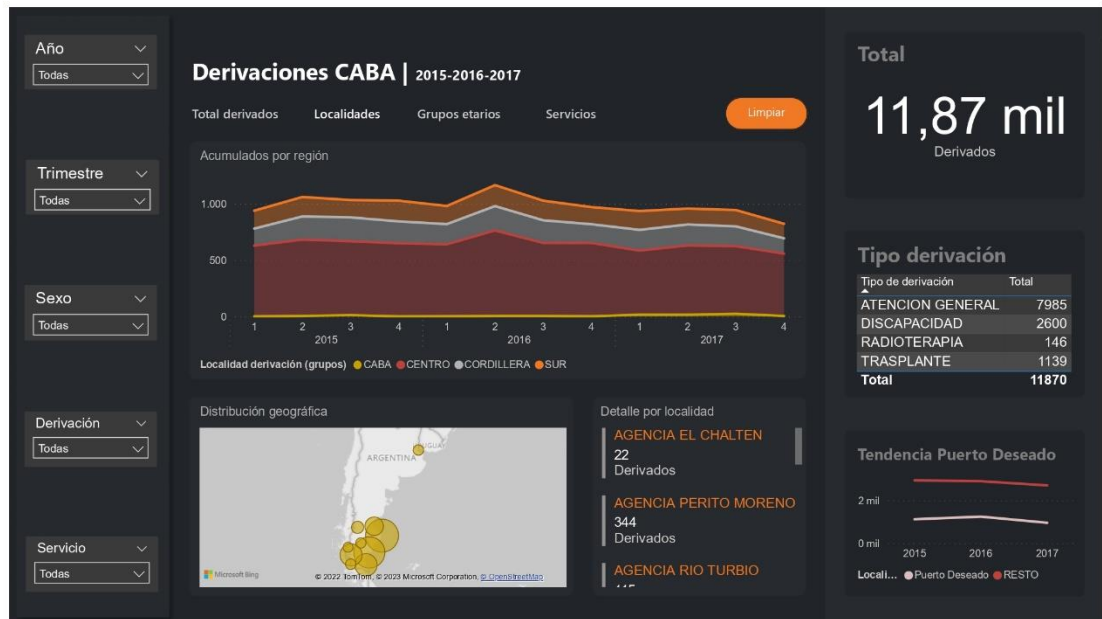 Año
Todas
Trimestre
Todas
Sexo
Todas
Derivación
Todas
Servicio
Todas
Derivaciones CABA | 2015-2016-2017
Total derivados Localidades Grupos etarios Servicios Limpiar
Acumulados por región
1.000
500
0
1 2 3 4 1 2 3 4 1 2 3 4
2015 2016 2017
Localidad derivación (grupos) CABA CENTRO CORDILLERA SUR
Distribución geográfica
ARGENTINA
Microsoft Bing
© 2022 TomTom, © 2023 Microsoft Corporation, © OpenStreetMap
Detalle por localidad
AGENCIA EL CHALTEN
22
Derivados
AGENCIA PERITO MORENO
344
Derivados
AGENCIA RIO TURBIO
Total
11,87 mil
Derivados
Tipo derivación
Tipo de derivación Total
ATENCION GENERAL 7985
DISCAPACIDAD 2600
RADIOTERAPIA 146
TRASPLANTE 1139
Total 11870
Tendencia Puerto Deseado
2 mil
0 mil
2015 2016 2017
Locali... Puerto Deseado RESTO